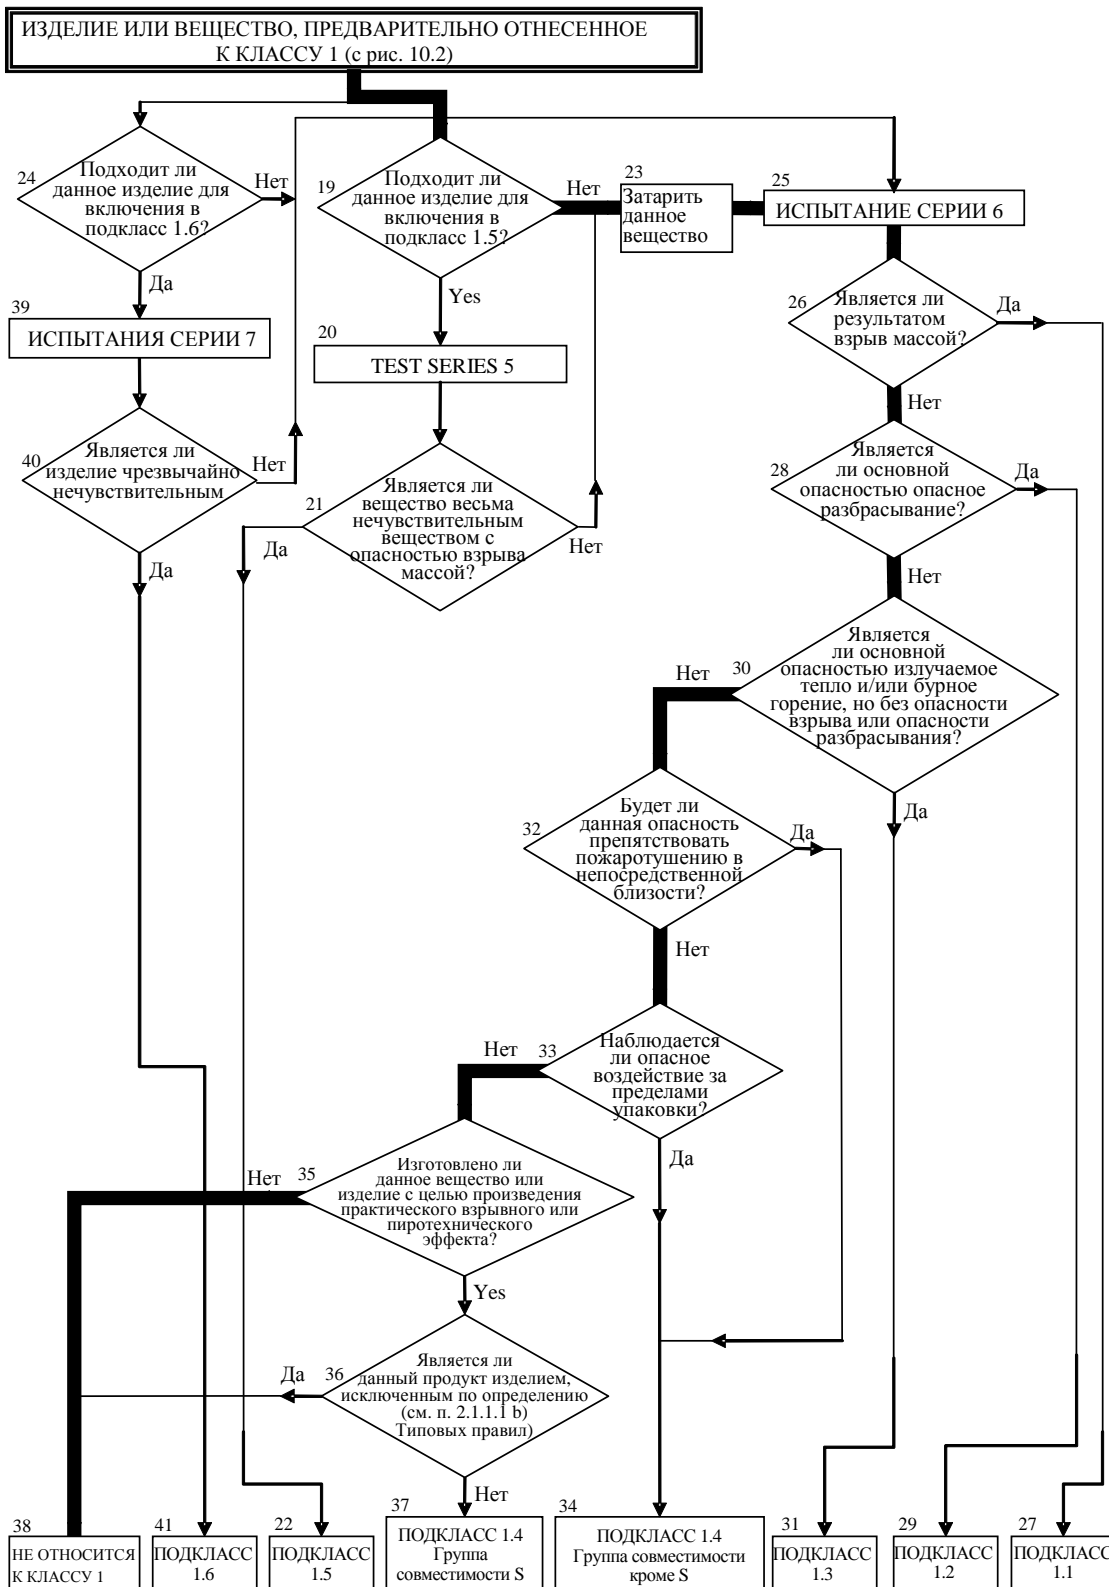 ИЗДЕЛИЕ ИЛИ ВЕЩЕСТВО, ПРЕДВАРИТЕЛЬНО ОТНЕСЕННОЕ
К КЛАССУ 1 (с рис. 10.2)
24
Подходит ли
данное изделие для
включения в
подкласс 1.6?
Нет
Да
19
Подходит ли
данное изделие для
включения в
подкласс 1.5?
Нет
Yes
23
Затарить
данное
вещество
25
ИСПЫТАНИЕ СЕРИИ 6
39
ИСПЫТАНИЯ СЕРИИ 7
20
TEST SERIES 5
26
Является ли
результатом
взрыв массой?
Да
Нет
40
Является ли
изделие чрезвычайно
нечувствительным
Нет
Да
21
Является ли
вещество весьма
нечувствительным
веществом с
опасностью взрыва
массой?
Да
Нет
28
Является
ли основной
опасностью опасное
разбрасывание?
Да
Нет
30
Является
ли основной
опасностью излучаемое
тепло и/или бурное
горение, но без опасности
взрыва или опасности
разбрасывания?
Нет
Да
32
Будет ли
данная опасность
препятствовать
пожаротушению в
непосредственной
близости?
Да
Нет
33
Наблюдается
ли опасное
воздействие за
пределами
упаковки?
Нет
Да
35
Изготовлено ли
данное вещество или
изделие с целью произведения
практического взрывного или
пиротехнического
эффекта?
Нет
Yes
36
Является ли
данный продукт изделием,
исключенным по определению
(см. п. 2.1.1.1 b)
Типовых правил)
Да
Нет
38
НЕ ОТНОСИТСЯ
К КЛАССУ 1
41
ПОДКЛАСС
1.6
22
ПОДКЛАСС
1.5
37
ПОДКЛАСС 1.4
Группа
совместимости S
34
ПОДКЛАСС 1.4
Группа совместимости
кроме S
31
ПОДКЛАСС
1.3
29
ПОДКЛАСС
1.2
27
ПОДКЛАСС
1.1